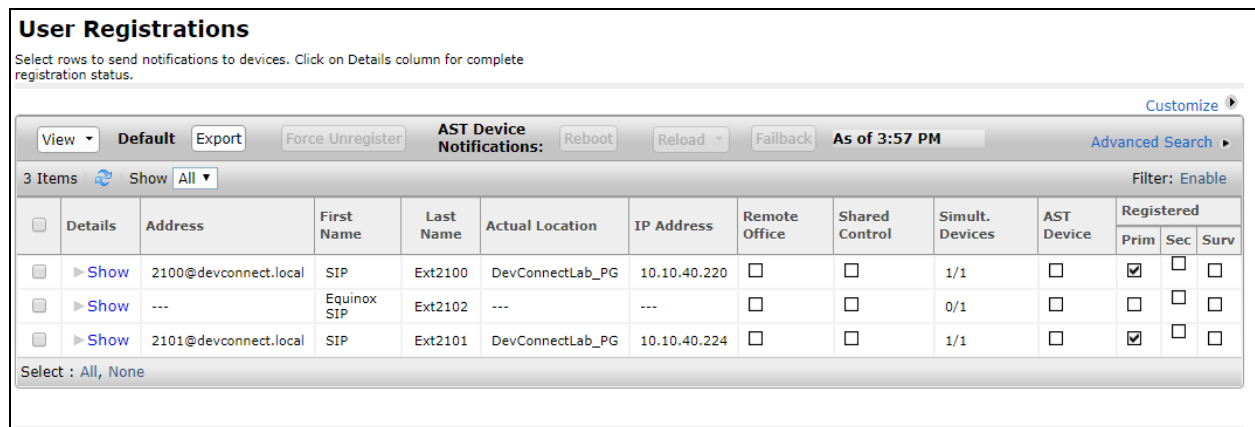 User Registrations
Select rows to send notifications to devices. Click on Details column for complete
registration status.
Customize
View Default Export Force Unregister AST Device Notifications: Reboot Reload Failback As of 3:57 PM Advanced Search
3 Items Show All Filter: Enable
Details Address First Name Last Name Actual Location IP Address Remote Office Shared Control Simult. Devices AST Device Registered
Prim Sec Surv
Show 2100@devconnect.local SIP Ext2100 DevConnectLab_PG 10.10.40.220 1/1
Show --- Equinox SIP Ext2102 --- --- 0/1
Show 2101@devconnect.local SIP Ext2101 DevConnectLab_PG 10.10.40.224 1/1
Select : All, None